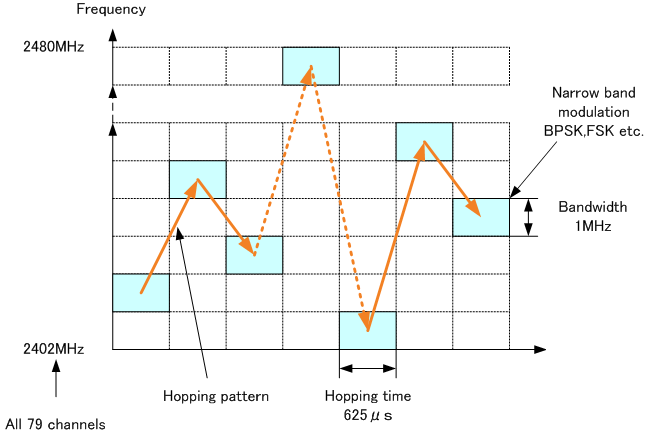 Frequency
2480MHz
Narrow band
modulation
BPSK,FSK etc.
Bandwidth
1MHz
2402MHz
Hopping pattern
Hopping time
625μs
All 79 channels